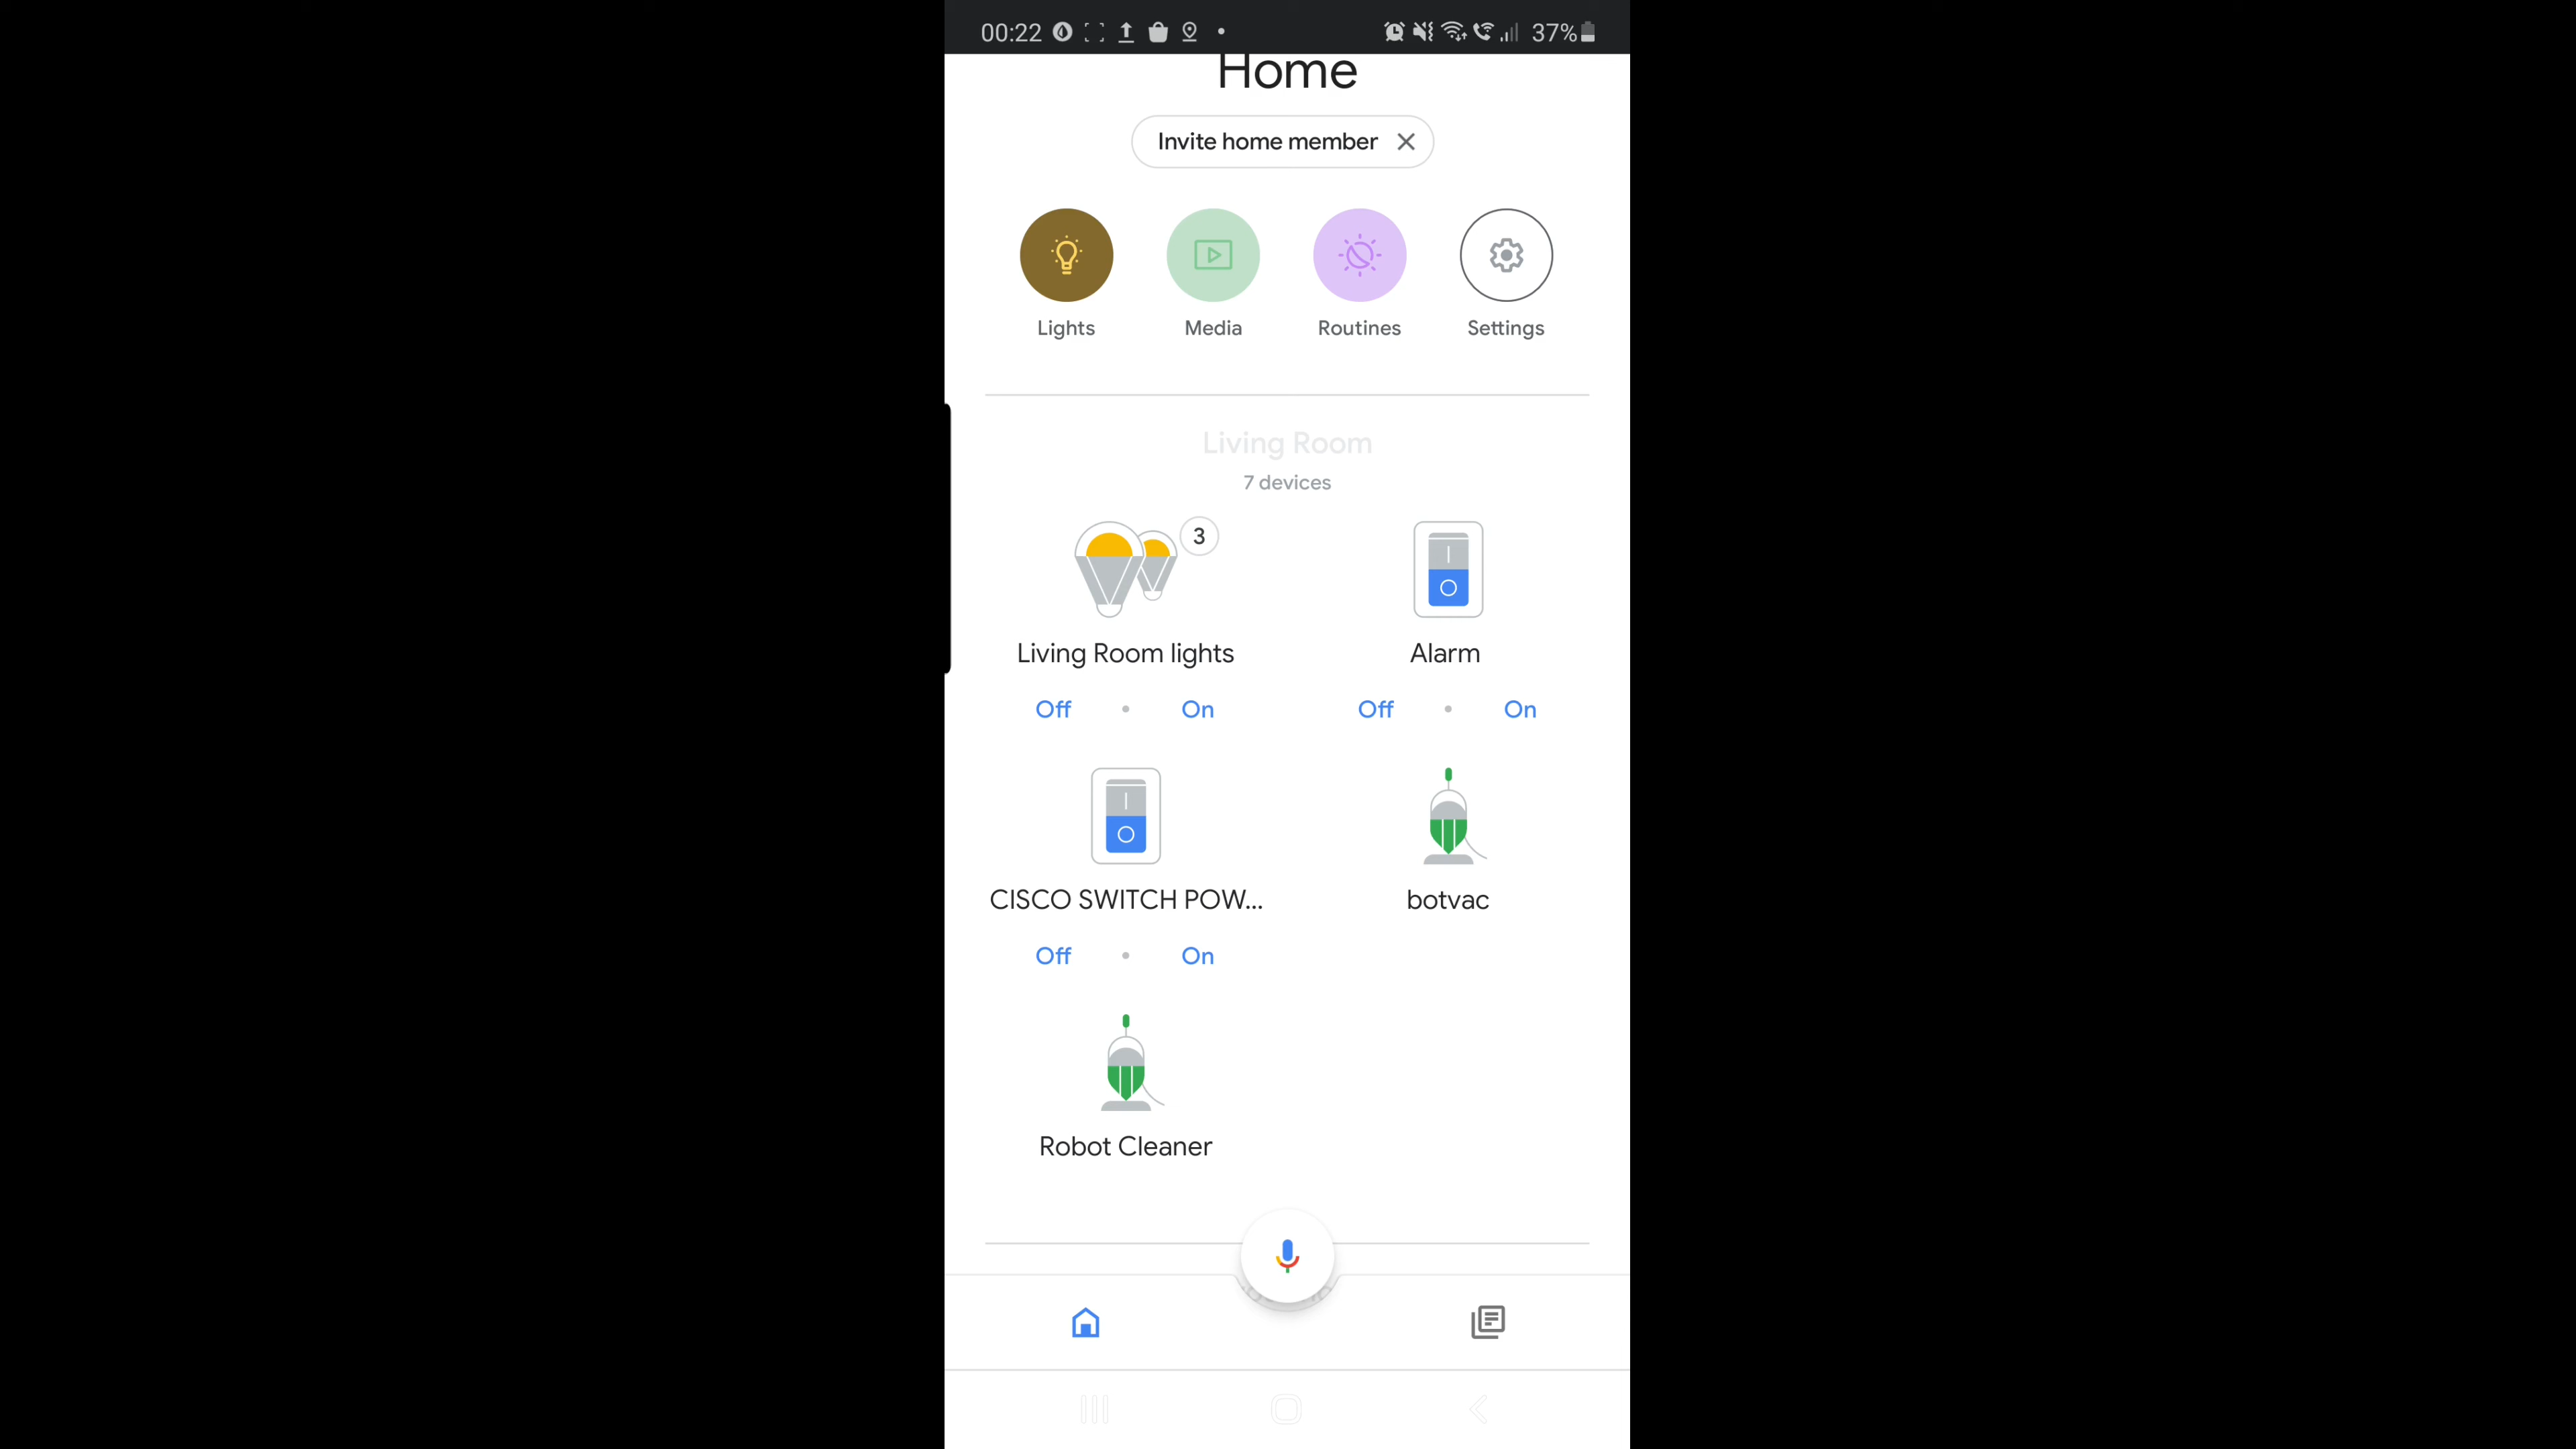 00:22
37%
Home
Invite home member
Lights
Media
Routines
Settings
Living Room
7 devices
3
Living Room lights
Alarm
Off • On
Off • On
CISCO SWITCH POW...
botvac
Off • On
Robot Cleaner